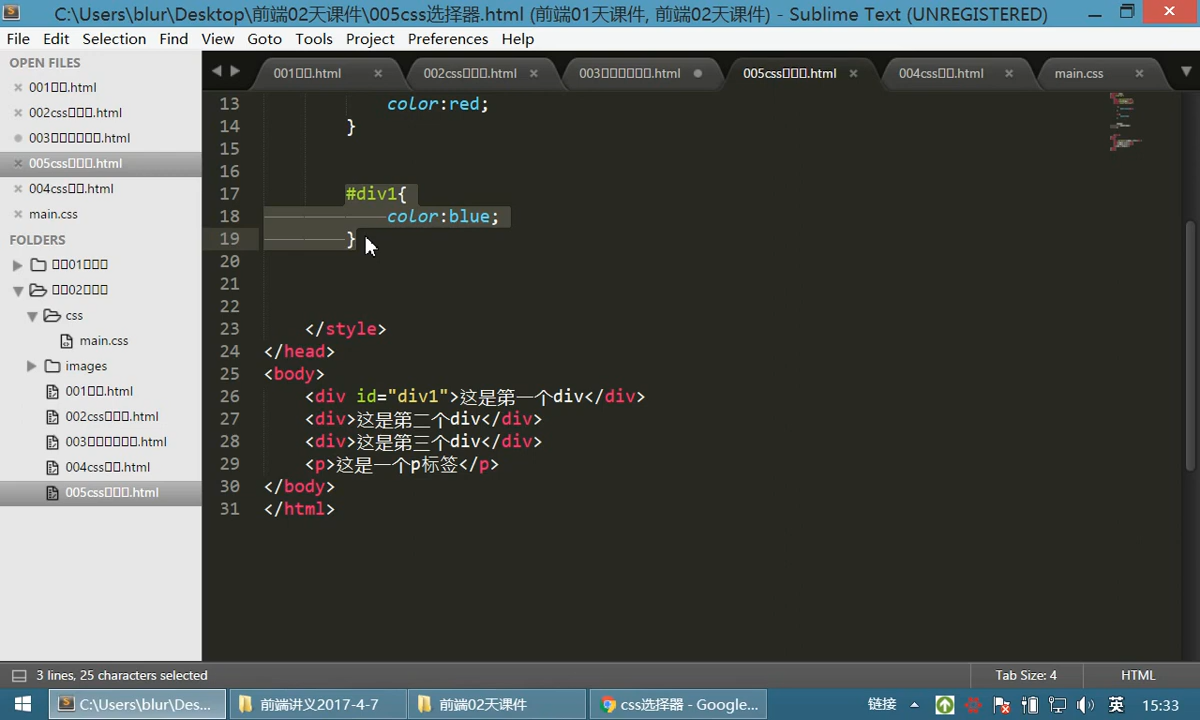 C:\Users\blur\Desktop\前端02天课件\005css选择器.html (前端01天课件, 前端02天课件) - Sublime Text (UNREGISTERED)
File Edit Selection Find View Goto Tools Project Preferences Help
OPEN FILES
001□□.html
002css□□□.html
003□□□□□□.html
005css□□□.html
004css□□.html
main.css
FOLDERS
□□01□□□
□□02□□□
css
main.css
images
001□□.html
002css□□□.html
003□□□□□□.html
004css□□.html
005css□□□.html
001□□.html
002css□□□.html
003□□□□□□.html
005css□□□.html
004css□□.html
main.css
13 color:red;
14 }
15
16
17 #div1{
18 color:blue;
19 }
20
21
22
23 </style>
24 </head>
25 <body>
26 <div id="div1">这是第一个div</div>
27 <div>这是第二个div</div>
28 <div>这是第三个div</div>
29 <p>这是一个p标签</p>
30 </body>
31 </html>
3 lines, 25 characters selected
Tab Size: 4
HTML
C:\Users\blur\Des...
前端讲义2017-4-7
前端02天课件
css选择器 - Google...
链接
英
15:33